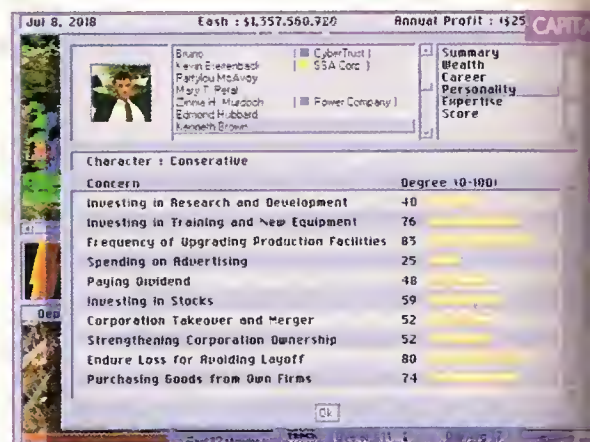 Jul 8, 2018 Cash : $1,357,560,720 Annual Profit : ($25
CAPITA
Bruno [ CyberTrust ]
Kevin [ SSA Corp. ]
Pattylou McAvoy
Mary T. Petal
Zinnia H. Murdoch [ Power Company ]
Edmond Hubbard
Kenneth Brown
Summary
Wealth
Career
Personality
Expertise
Score
Character : Conserative
Concern Degree (0-100)
Investing in Research and Development 40
Investing in Training and New Equipment 76
Frequency of Upgrading Production Facilities 83
Spending on Advertising 25
Paying Dividend 48
Investing in Stocks 59
Corporation Takeover and Merger 52
Strengthening Corporation Ownership 52
Endure Loss for Avoiding Layoff 80
Purchasing Goods from Own Firms 74
Dep
Ok